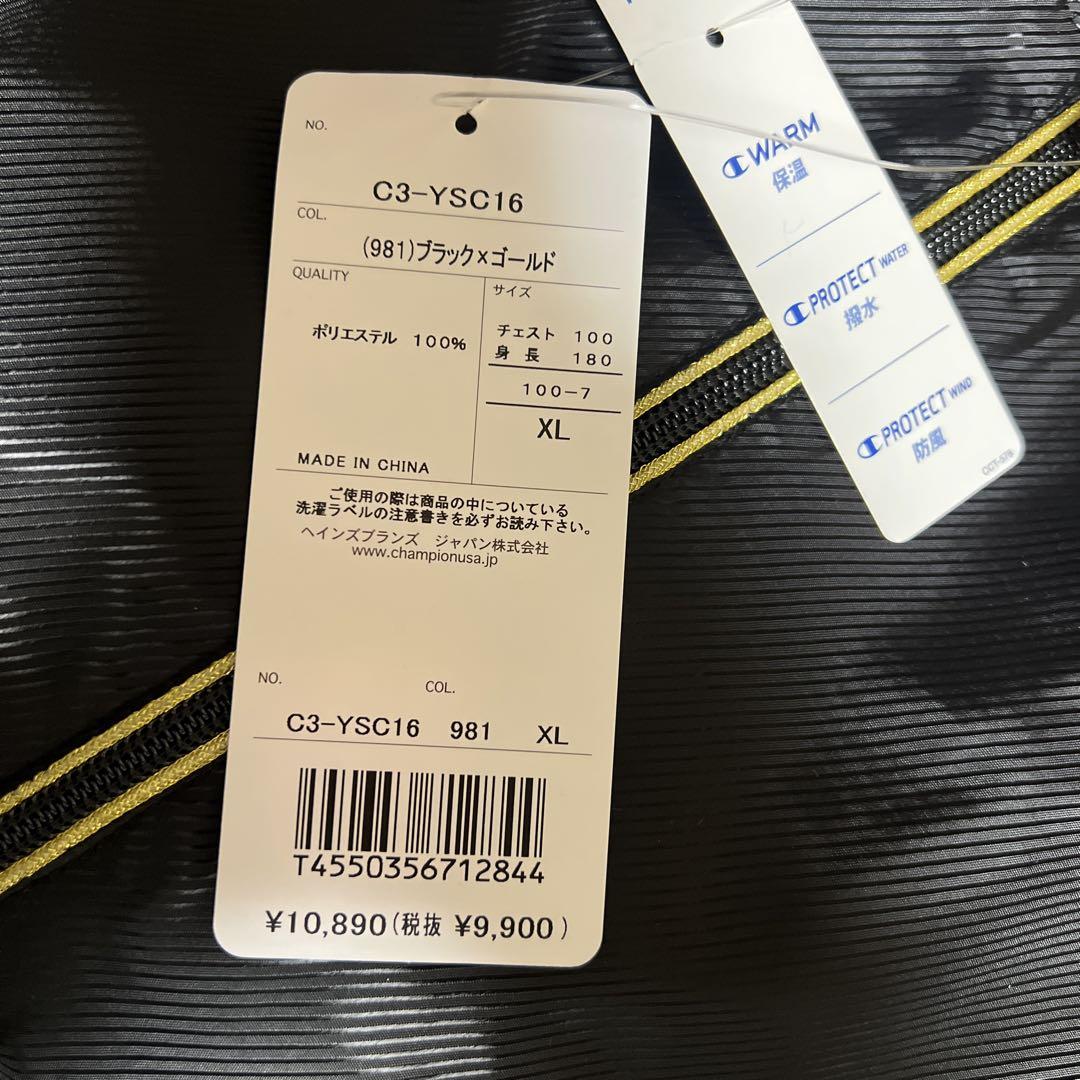 NO.
C3-YSC16
COL.
(981)ブラック×ゴールド
QUALITY
サイズ
ポリエステル 100%
チェスト 100
身長 180
100-7
XL
MADE IN CHINA
ご使用の際は商品の中についている
洗濯ラベルの注意書きを必ずお読み下さい。
ヘインズブランズ ジャパン株式会社
www.championusa.jp
NO. COL.
C3-YSC16 981 XL
T4550356712844
¥10,890(税抜 ¥9,900)
WARM
保温
PROTECT WATER
撥水
PROTECT WIND
防風
CCT-579